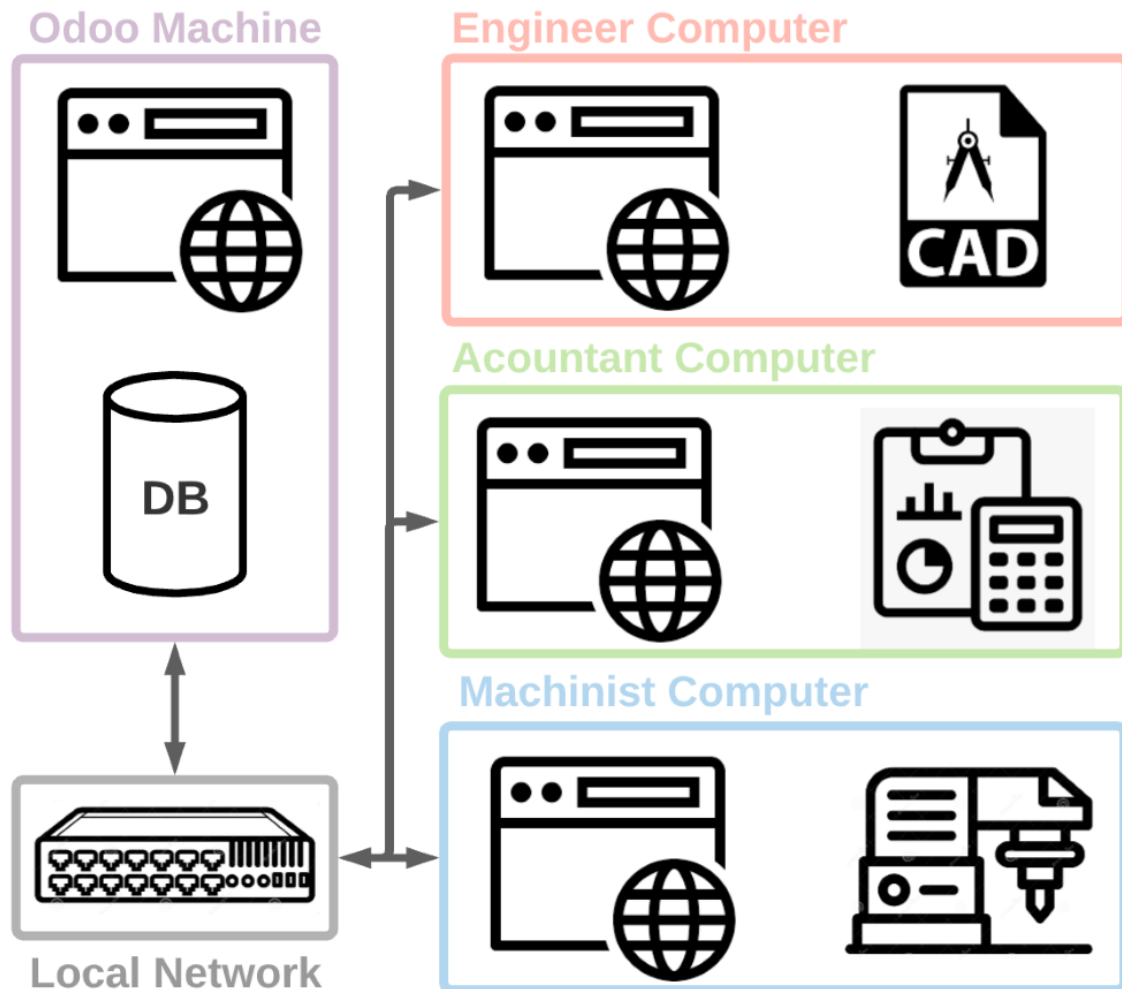 Odoo Machine
Engineer Computer
CAD
DB
Acountant Computer
Machinist Computer
Local Network